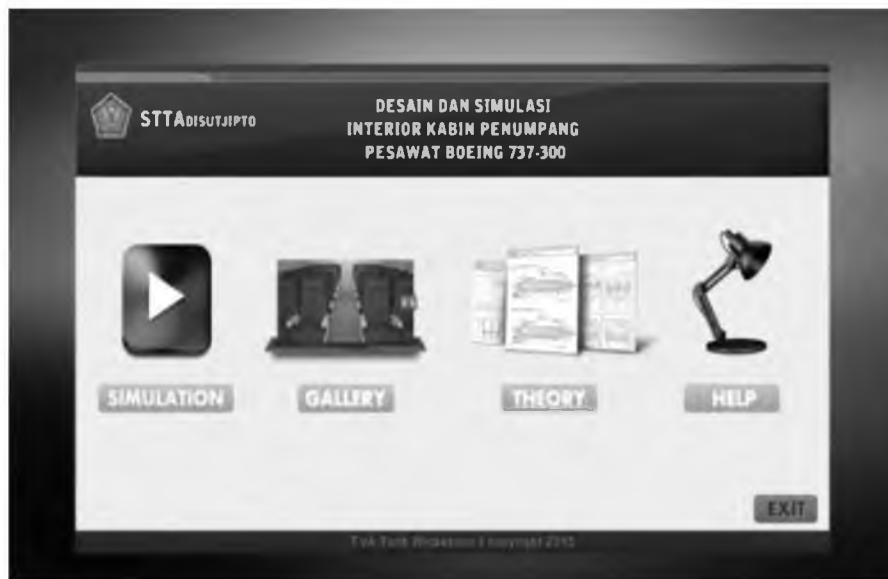 STTADISUTJIPTO
DESAIN DAN SIMULASI
INTERIOR KABIN PENUMPANG
PESAWAT BOEING 737-300
SIMULATION
GALLERY
THEORY
HELP
EXIT